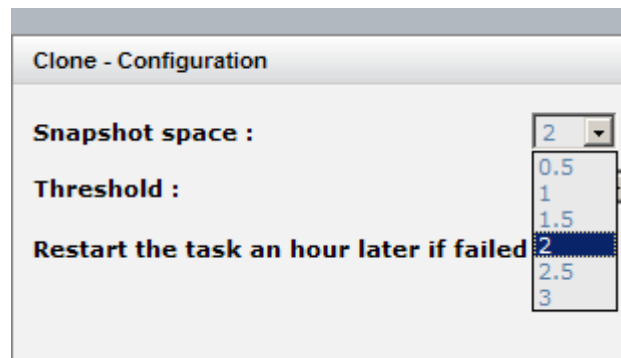 Clone - Configuration
Snapshot space : 2
0.5
Threshold : 1
1.5
Restart the task an hour later if failed 2
2.5
3